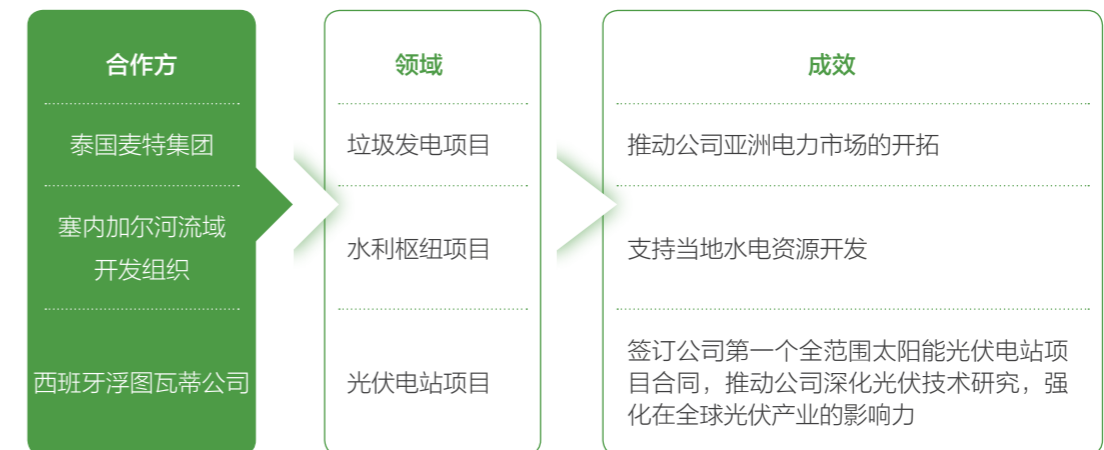 合作方
领域
成效
泰国麦特集团
垃圾发电项目
推动公司亚洲电力市场的开拓
塞内加尔河流域
开发组织
水利枢纽项目
支持当地水电资源开发
西班牙浮图瓦蒂公司
光伏电站项目
签订公司第一个全范围太阳能光伏电站项
目合同，推动公司深化光伏技术研究，强
化在全球光伏产业的影响力